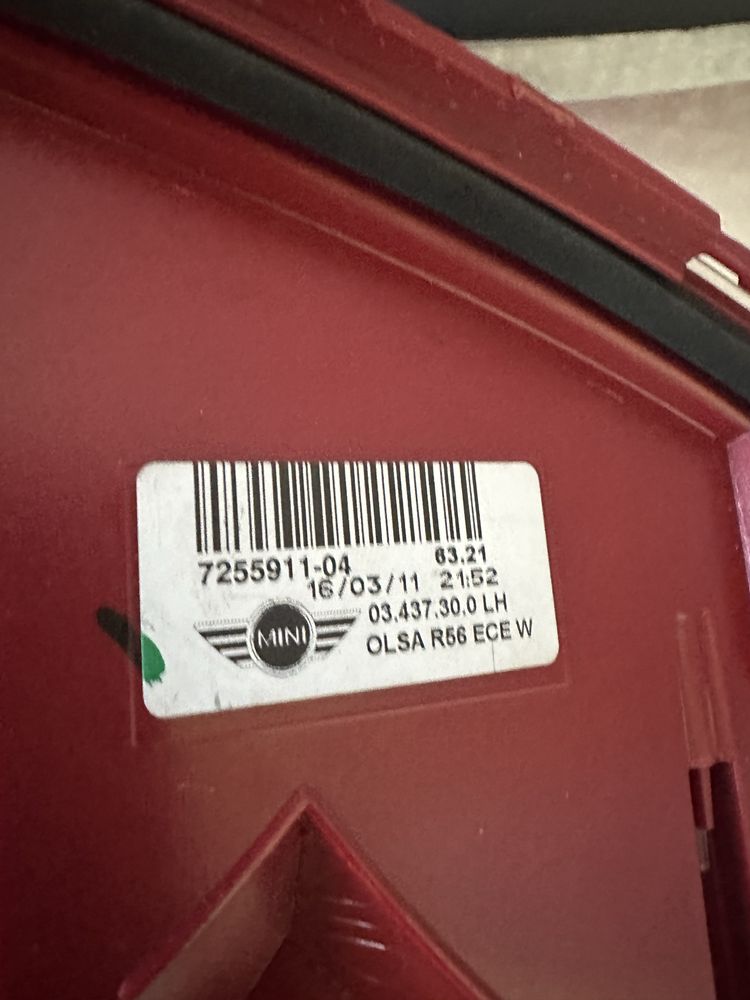 7255911-04 63.21
16/03/11 21:52
03.437.30.0 LH
MINI
OLSA R56 ECE W